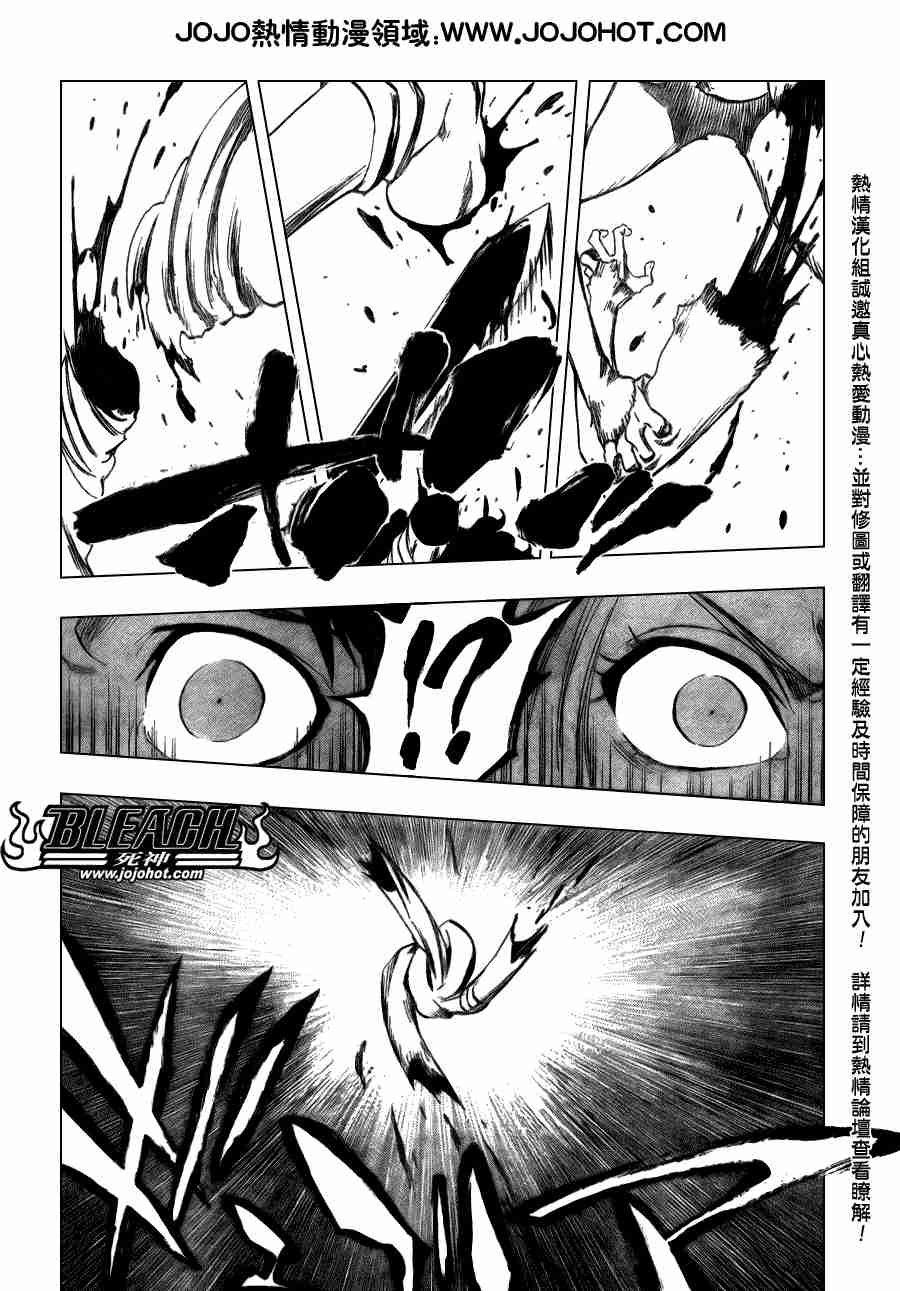 JOJO熱情動漫領域:WWW.JOJOHOT.COM
熱情漢化組誠邀真心熱愛動漫…並對修圖或翻譯有一定經驗及時間保障的朋友加入! 詳情請到熱情論壇查看瞭解!
!?
BLEACH
死神
www.jojohot.com